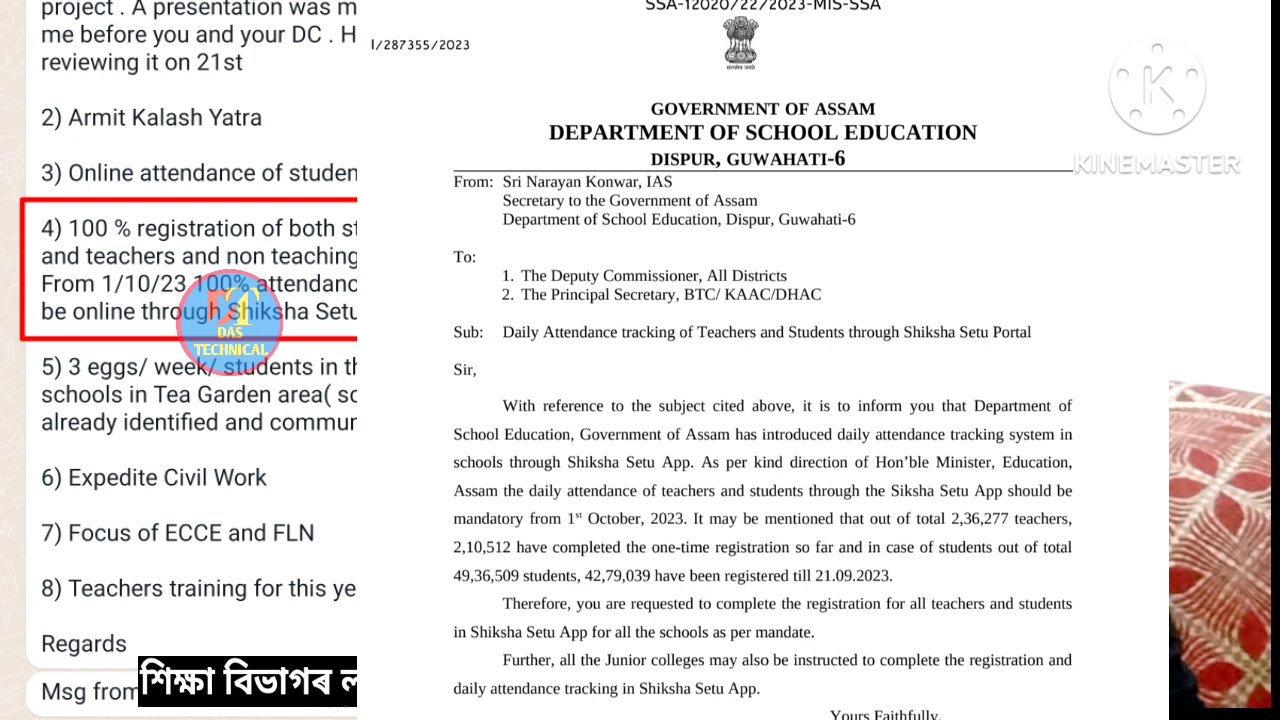 project . A presentation was m
me before you and your DC . H
reviewing it on 21st
2) Armit Kalash Yatra
3) Online attendance of studen
4) 100 % registration of both st
and teachers and non teaching
From 1/10/23 100% attendanc
be online through Shiksha Setu
DAS
TECHNICAL
5) 3 eggs/ week/ students in th
schools in Tea Garden area( sc
already identified and commur
6) Expedite Civil Work
7) Focus of ECCE and FLN
8) Teachers training for this ye
Regards
Msg from
শিক্ষা বিভাগৰ ল
SSA-12020/22/2023-MIS-SSA
I/287355/2023
सत्यमेव जयते
GOVERNMENT OF ASSAM
DEPARTMENT OF SCHOOL EDUCATION
DISPUR, GUWAHATI-6
From: Sri Narayan Konwar, IAS
Secretary to the Government of Assam
Department of School Education, Dispur, Guwahati-6
To:
1. The Deputy Commissioner, All Districts
2. The Principal Secretary, BTC/ KAAC/DHAC
Sub: Daily Attendance tracking of Teachers and Students through Shiksha Setu Portal
Sir,
With reference to the subject cited above, it is to inform you that Department of
School Education, Government of Assam has introduced daily attendance tracking system in
schools through Shiksha Setu App. As per kind direction of Hon'ble Minister, Education,
Assam the daily attendance of teachers and students through the Siksha Setu App should be
mandatory from 1st October, 2023. It may be mentioned that out of total 2,36,277 teachers,
2,10,512 have completed the one-time registration so far and in case of students out of total
49,36,509 students, 42,79,039 have been registered till 21.09.2023.
Therefore, you are requested to complete the registration for all teachers and students
in Shiksha Setu App for all the schools as per mandate.
Further, all the Junior colleges may also be instructed to complete the registration and
daily attendance tracking in Shiksha Setu App.
Yours Faithfully,
K
KINEMASTER